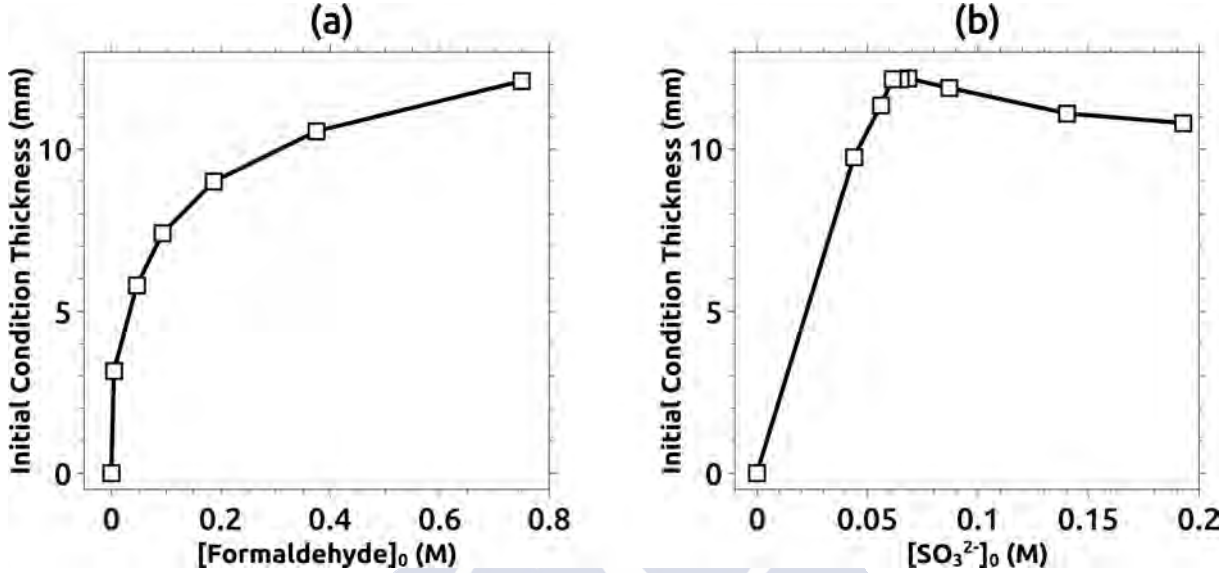 (a)
(b)
Initial Condition Thickness (mm)
10
5
0
0 0.2 0.4 0.6 0.8
[Formaldehyde]₀ (M)
Initial Condition Thickness (mm)
10
5
0
0 0.05 0.1 0.15 0.2
[SO₃²⁻]₀ (M)